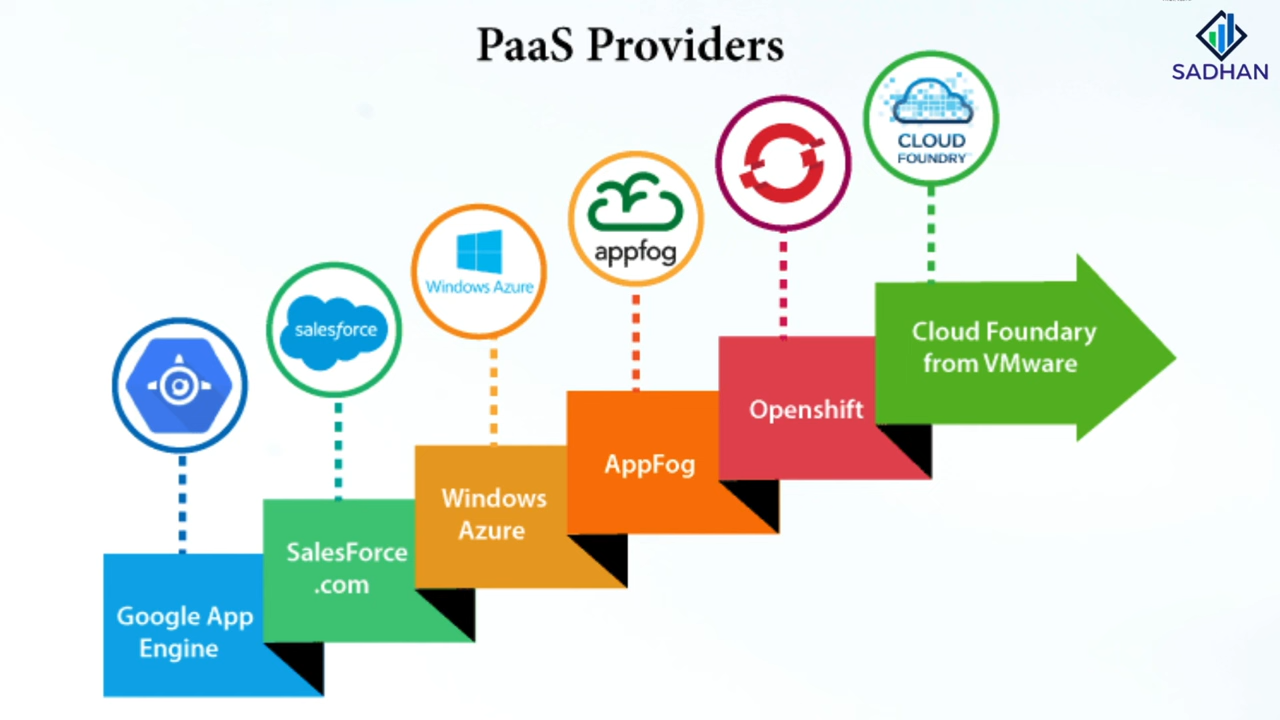 PaaS Providers
SADHAN
CLOUD
FOUNDRY
appfog
Windows Azure
salesforce
Cloud Foundary
from VMware
Openshift
AppFog
Windows
Azure
SalesForce
.com
Google App
Engine